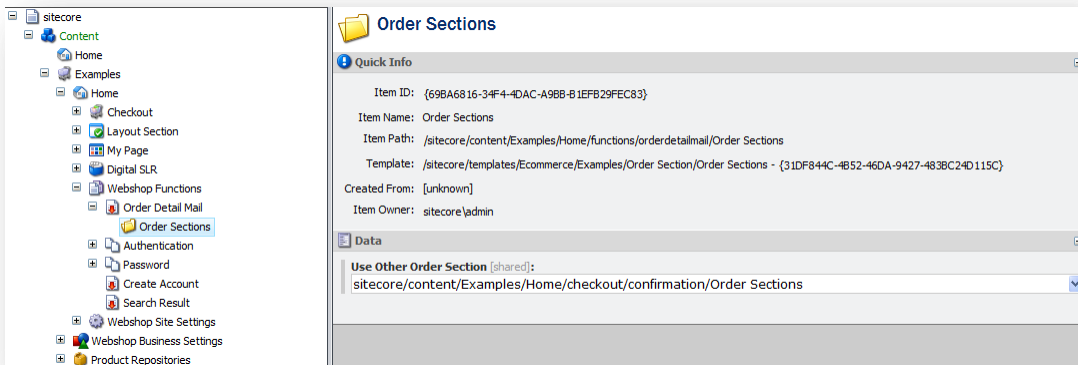 sitecore
Content
Home
Examples
Home
Checkout
Layout Section
My Page
Digital SLR
Webshop Functions
Order Detail Mail
Order Sections
Authentication
Password
Create Account
Search Result
Webshop Site Settings
Webshop Business Settings
Product Repositories
Order Sections
Quick Info
Item ID: {69BA6816-34F4-4DAC-A9BB-B1EFB29FEC83}
Item Name: Order Sections
Item Path: /sitecore/content/Examples/Home/functions/orderdetailmail/Order Sections
Template: /sitecore/templates/Ecommerce/Examples/Order Section/Order Sections - {31DF844C-4B52-46DA-9427-483BC24D115C}
Created From: [unknown]
Item Owner: sitecore\admin
Data
Use Other Order Section [shared]:
sitecore/content/Examples/Home/checkout/confirmation/Order Sections